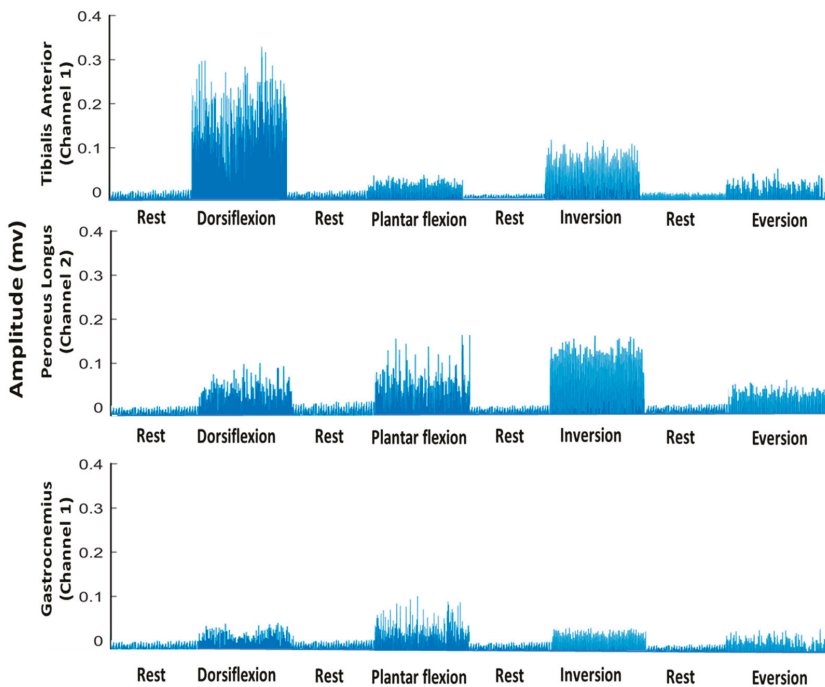 Amplitude (mv)
Tibialis Anterior
(Channel 1)
0.4
0.3
0.2
0.1
0
Rest Dorsiflexion Rest Plantar flexion Rest Inversion Rest Eversion
Peroneus Longus
(Channel 2)
0.4
0.3
0.2
0.1
0
Rest Dorsiflexion Rest Plantar flexion Rest Inversion Rest Eversion
Gastrocnemius
(Channel 1)
0.4
0.3
0.2
0.1
0
Rest Dorsiflexion Rest Plantar flexion Rest Inversion Rest Eversion